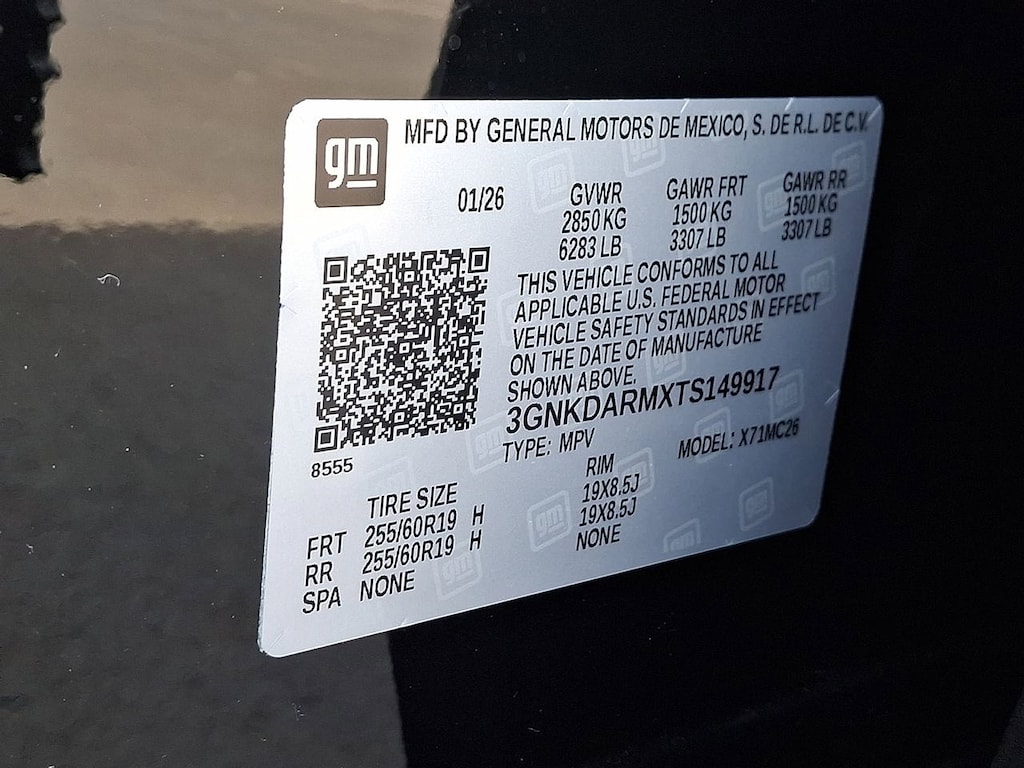 gm
MFD BY GENERAL MOTORS DE MEXICO, S. DE R.L. DE C.V.
01/26
GVWR GAWR FRT GAWR RR
2850 KG 1500 KG 1500 KG
6283 LB 3307 LB 3307 LB
THIS VEHICLE CONFORMS TO ALL
APPLICABLE U.S. FEDERAL MOTOR
VEHICLE SAFETY STANDARDS IN EFFECT
ON THE DATE OF MANUFACTURE
SHOWN ABOVE.
3GNKDARMXTS149917
TYPE: MPV MODEL: X71MC26
8555
TIRE SIZE RIM
FRT 255/60R19 H 19X8.5J
RR 255/60R19 H 19X8.5J
SPA NONE NONE